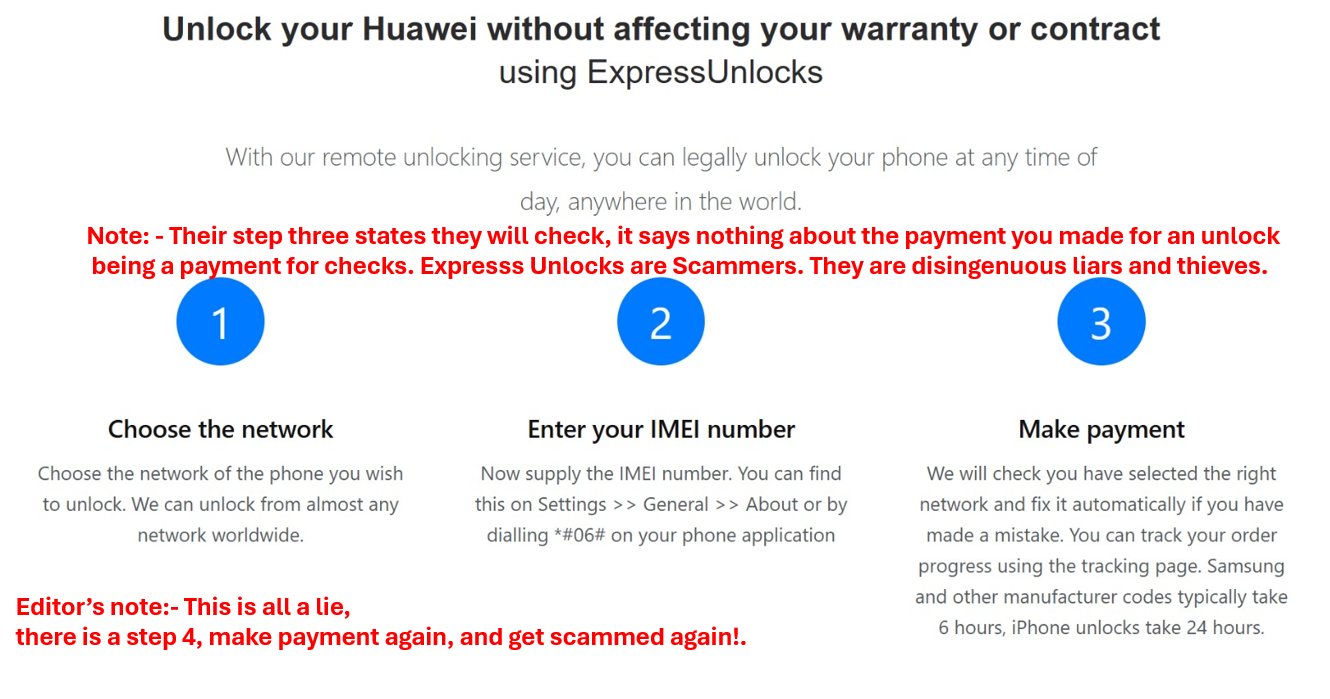 Unlock your Huawei without affecting your warranty or contract
using ExpressUnlocks
With our remote unlocking service, you can legally unlock your phone at any time of
day, anywhere in the world.
Note: - Their step three states they will check, it says nothing about the payment you made for an unlock
being a payment for checks. Expresss Unlocks are Scammers. They are disingenuous liars and thieves.
1
2
3
Choose the network
Choose the network of the phone you wish
to unlock. We can unlock from almost any
network worldwide.
Enter your IMEI number
Now supply the IMEI number. You can find
this on Settings >> General >> About or by
dialling *#06# on your phone application
Make payment
We will check you have selected the right
network and fix it automatically if you have
made a mistake. You can track your order
progress using the tracking page. Samsung
and other manufacturer codes typically take
6 hours, iPhone unlocks take 24 hours.
Editor's note:- This is all a lie,
there is a step 4, make payment again, and get scammed again!.